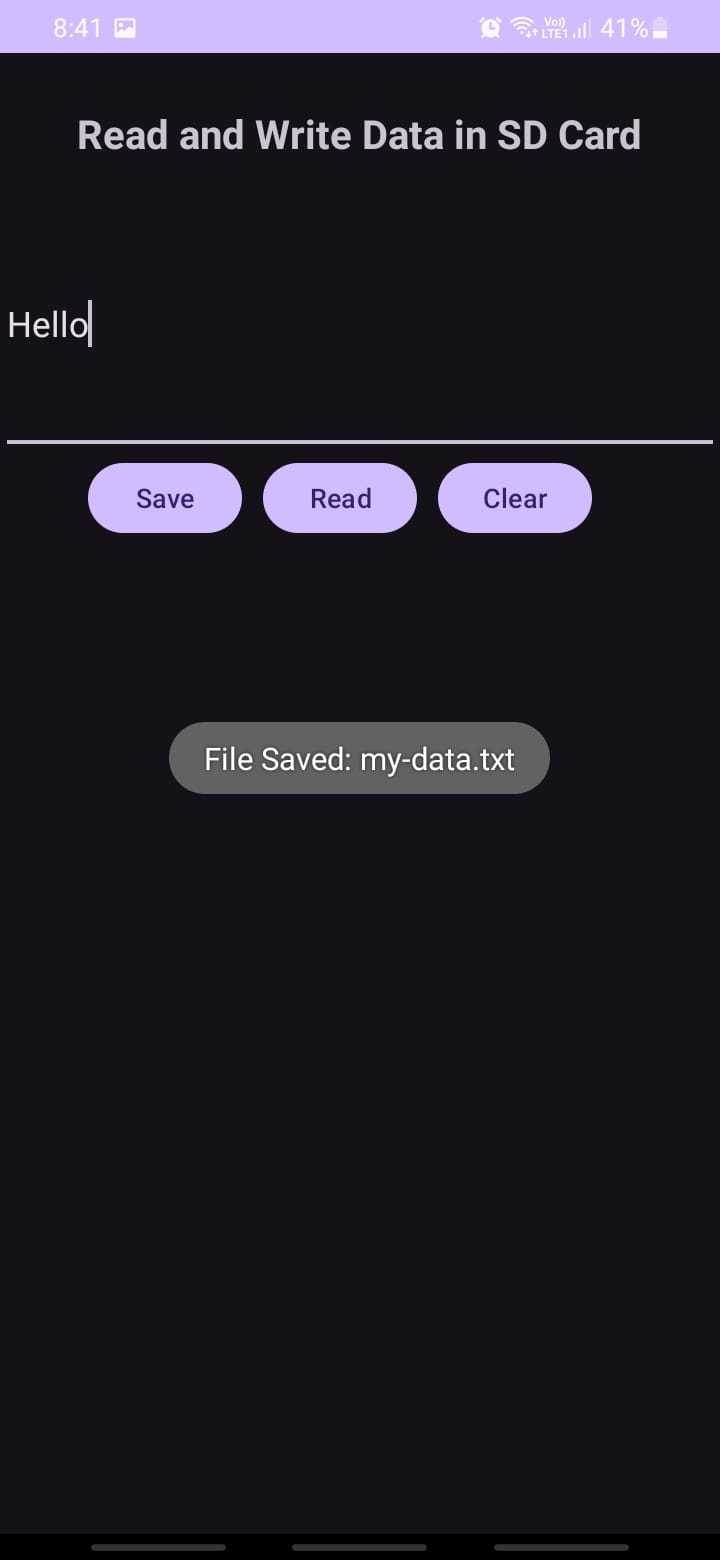 8:41
Vo)) LTE1 41%
Read and Write Data in SD Card
Hello
Save Read Clear
File Saved: my-data.txt